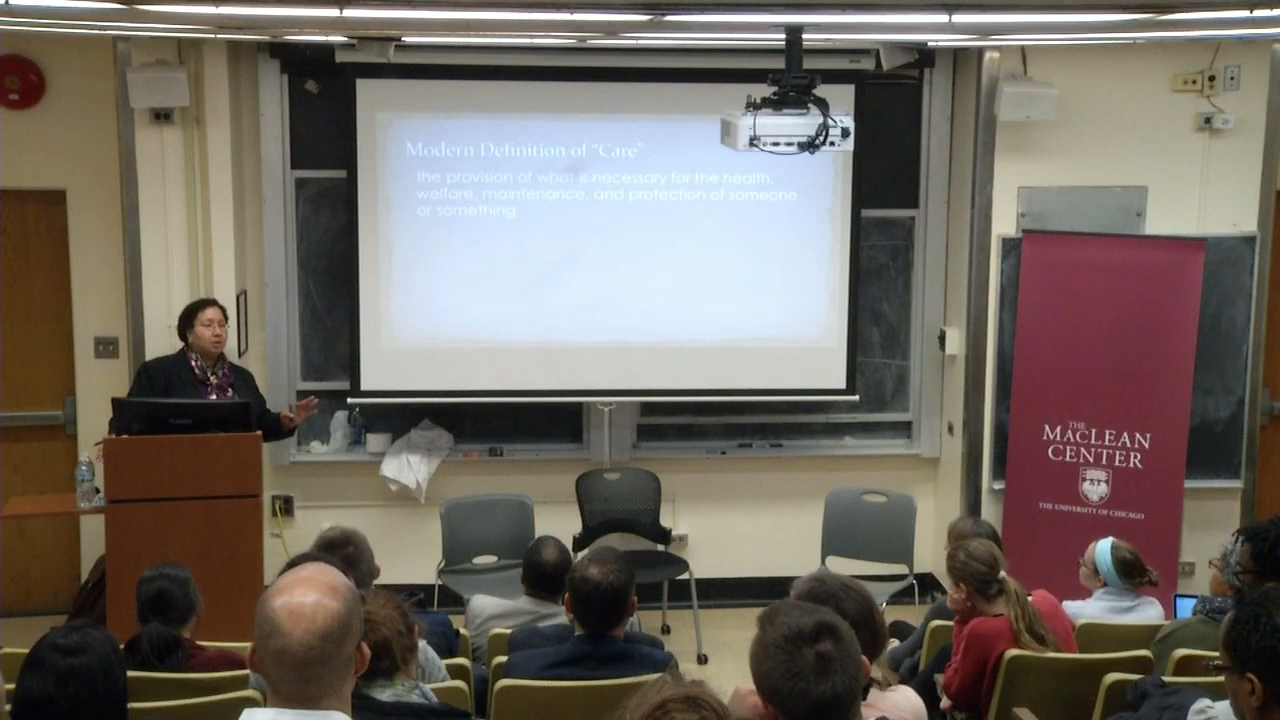 Modern Definition of "Care"
the provision of what is necessary for the health,
welfare, maintenance, and protection of someone
or something
THE
MACLEAN
CENTER
THE UNIVERSITY OF CHICAGO